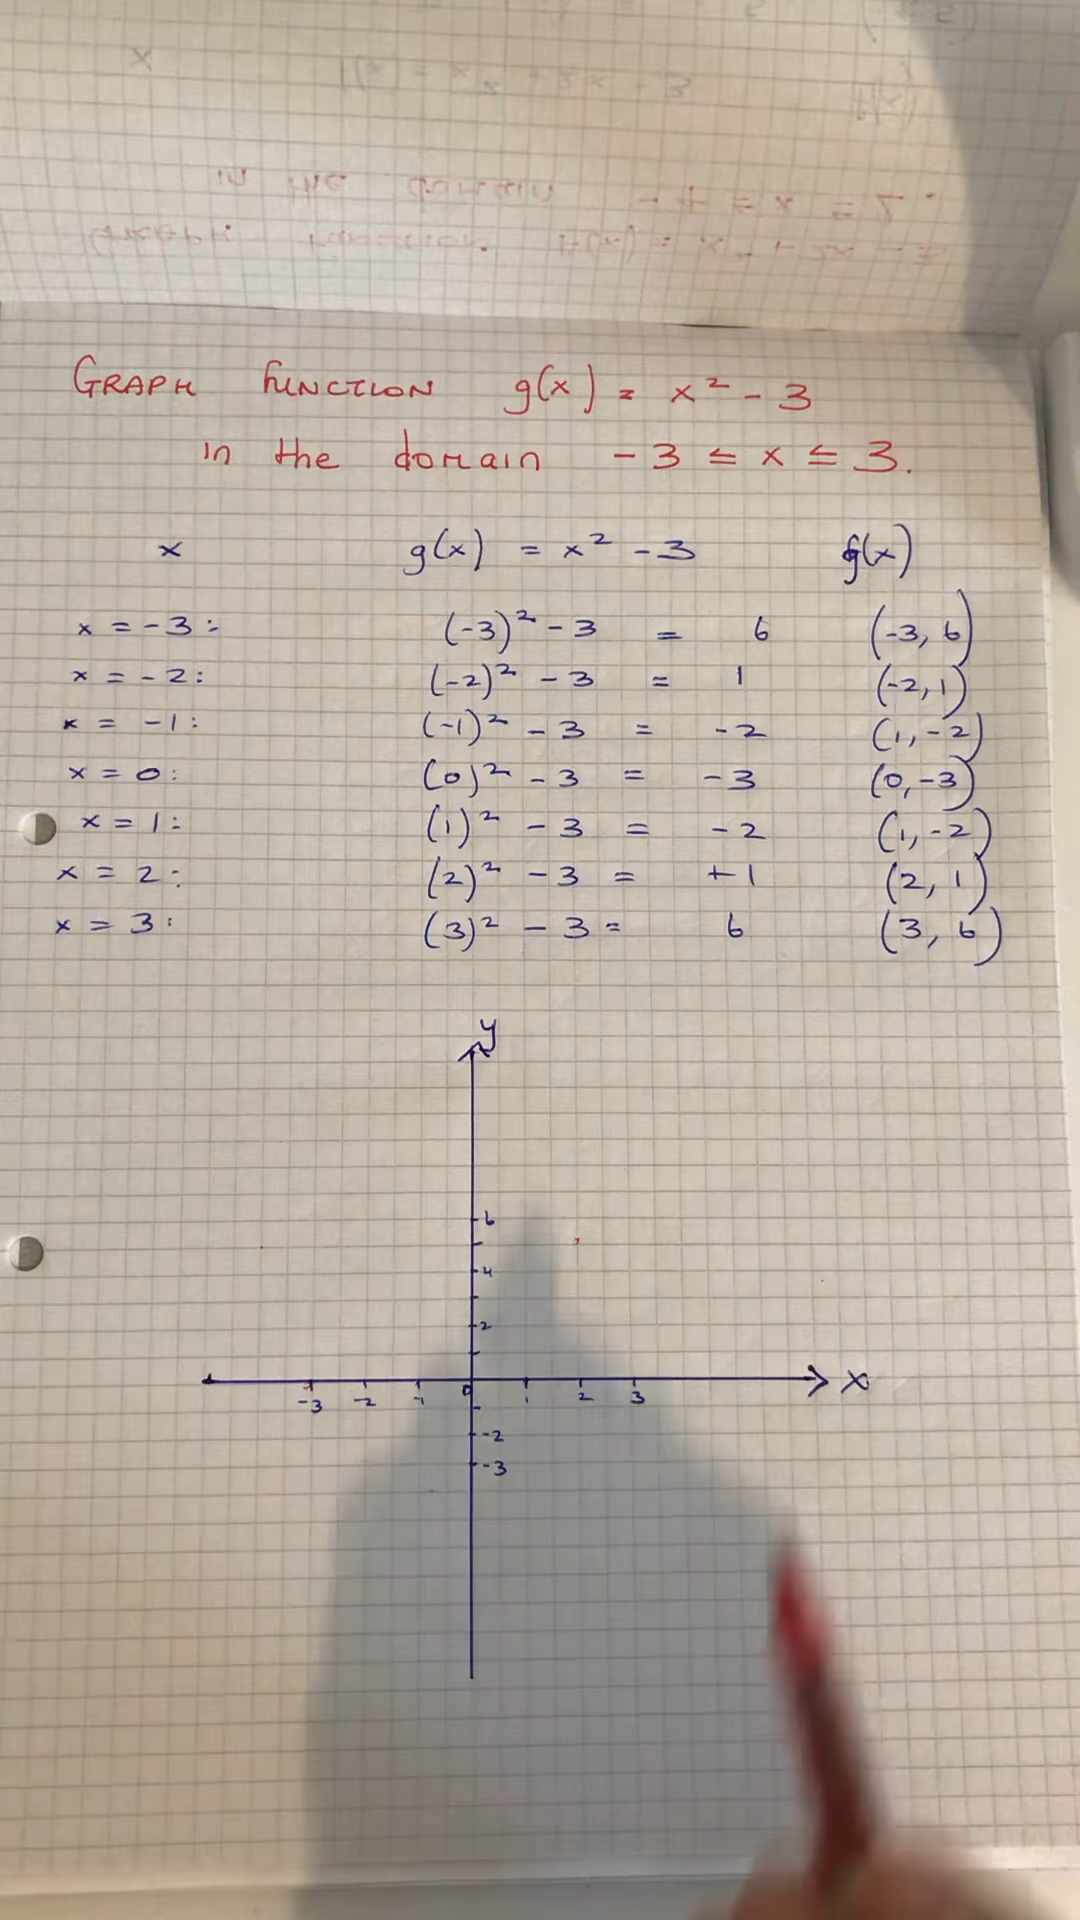 GRAPH FUNCTION g(x) = x² - 3
in the domain -3 ≤ x ≤ 3.
x g(x) = x² - 3 g(x)
x = -3: (-3)² - 3 = 6 (-3, 6)
x = -2: (-2)² - 3 = 1 (-2, 1)
x = -1: (-1)² - 3 = -2 (1, -2)
x = 0: (0)² - 3 = -3 (0, -3)
x = 1: (1)² - 3 = -2 (1, -2)
x = 2: (2)² - 3 = +1 (2, 1)
x = 3: (3)² - 3 = 6 (3, 6)
y
6
4
2
x
-3 -2 -1 0 1 2 3
-2
-3